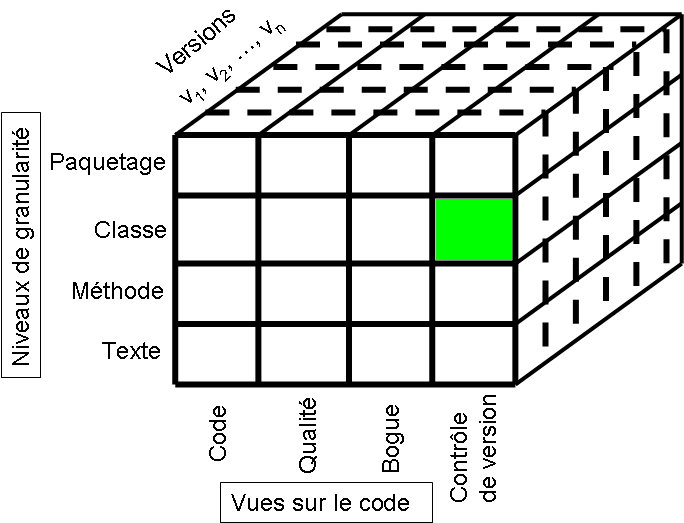 Versions
v1, v2, ..., vn
Niveaux de granularité
Paquetage
Classe
Méthode
Texte
Code
Qualité
Bogue
Contrôle
de version
Vues sur le code